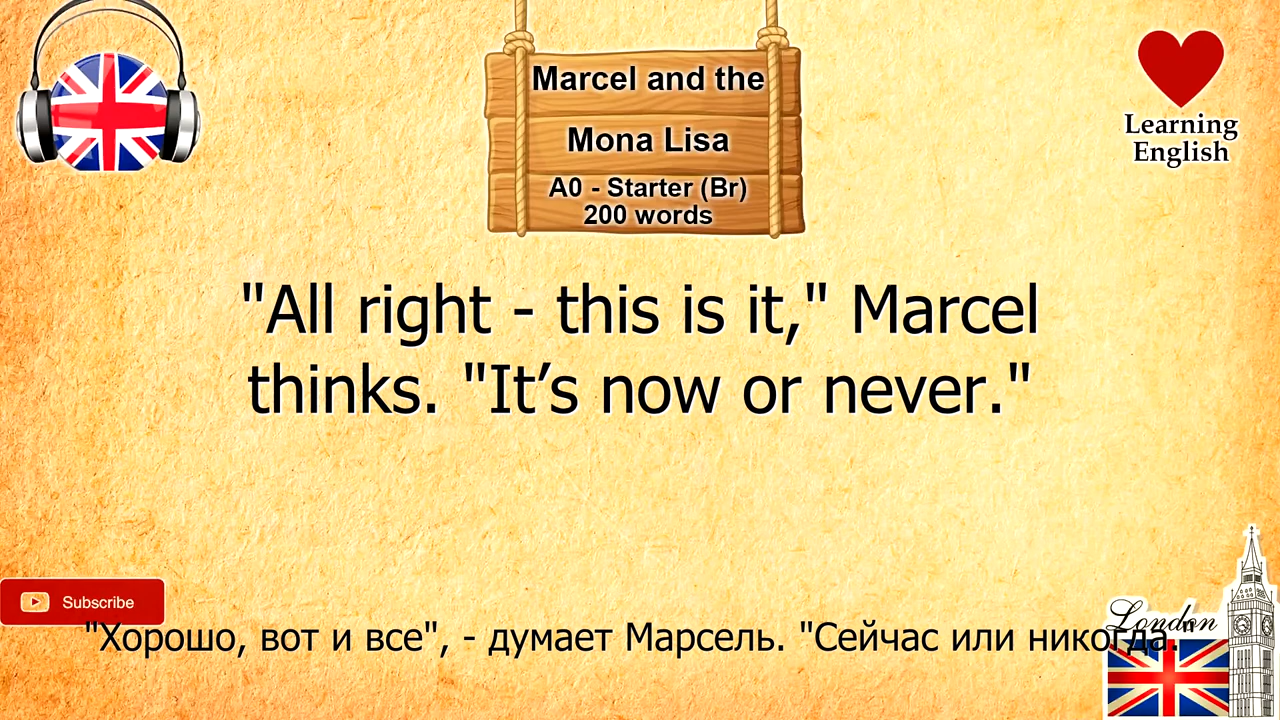 Marcel and the
Mona Lisa
A0 - Starter (Br)
200 words
Learning
English
"All right - this is it," Marcel
thinks. "It’s now or never."
Subscribe
London
"Хорошо, вот и все", - думает Марсель. "Сейчас или никогда."